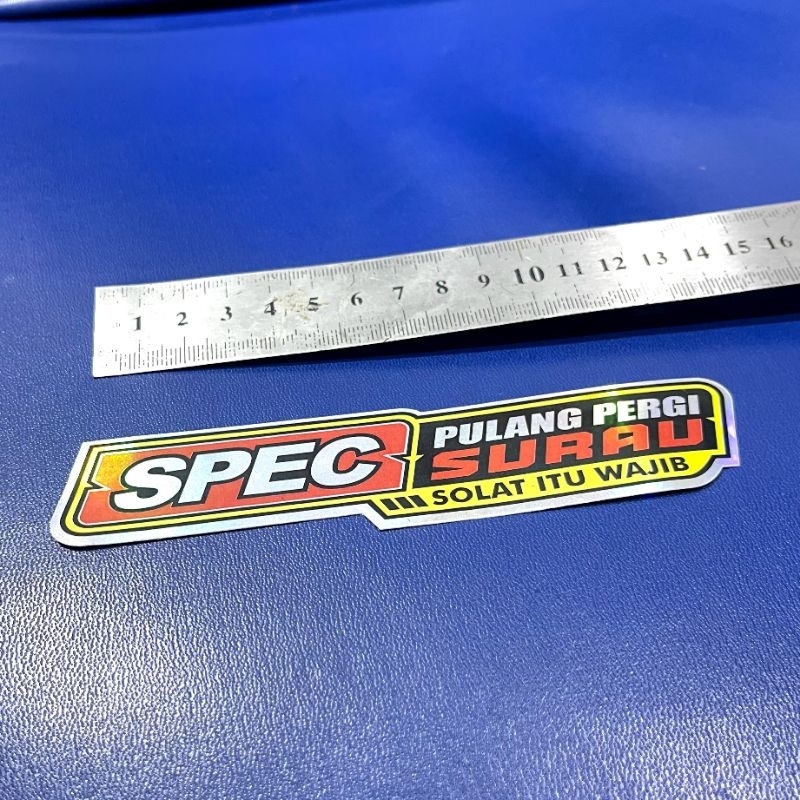 1 2 3 4 5 6 7 8 9 10 11 12 13 14 15 16
SPEC
PULANG PERGI
SURAU
SOLAT ITU WAJIB